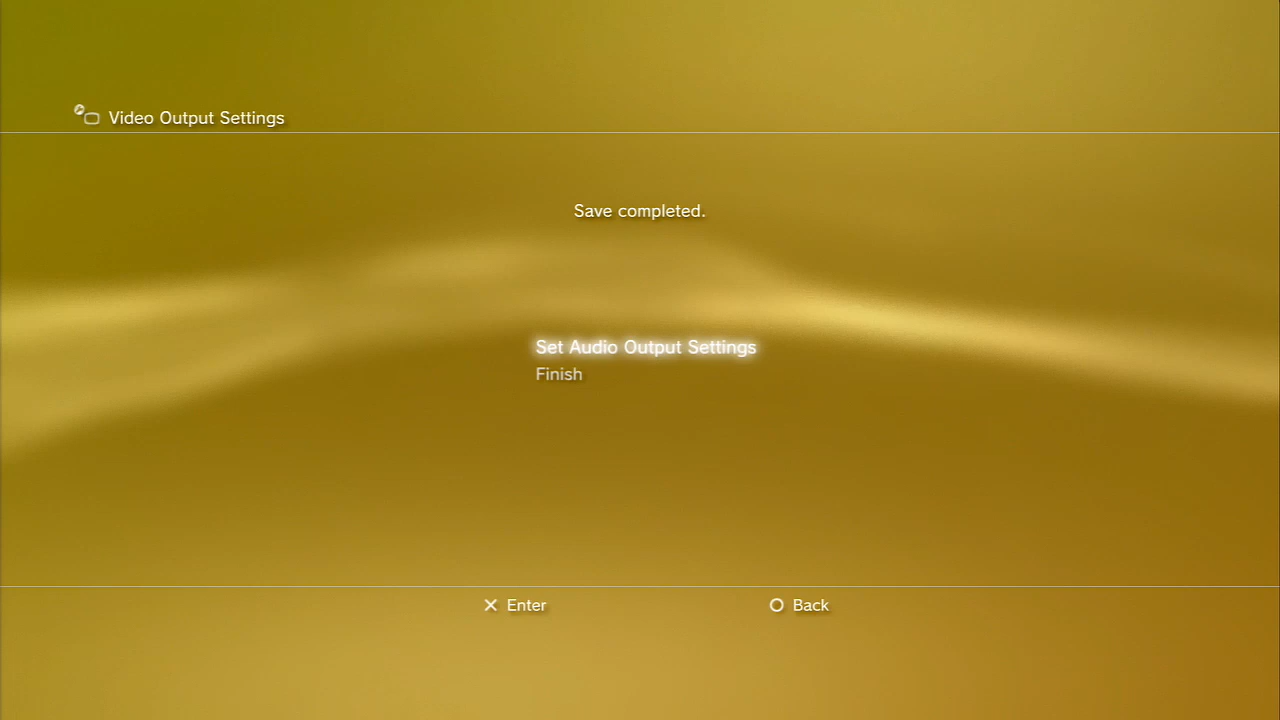 Video Output Settings
Save completed.
Set Audio Output Settings
Finish
Enter
Back